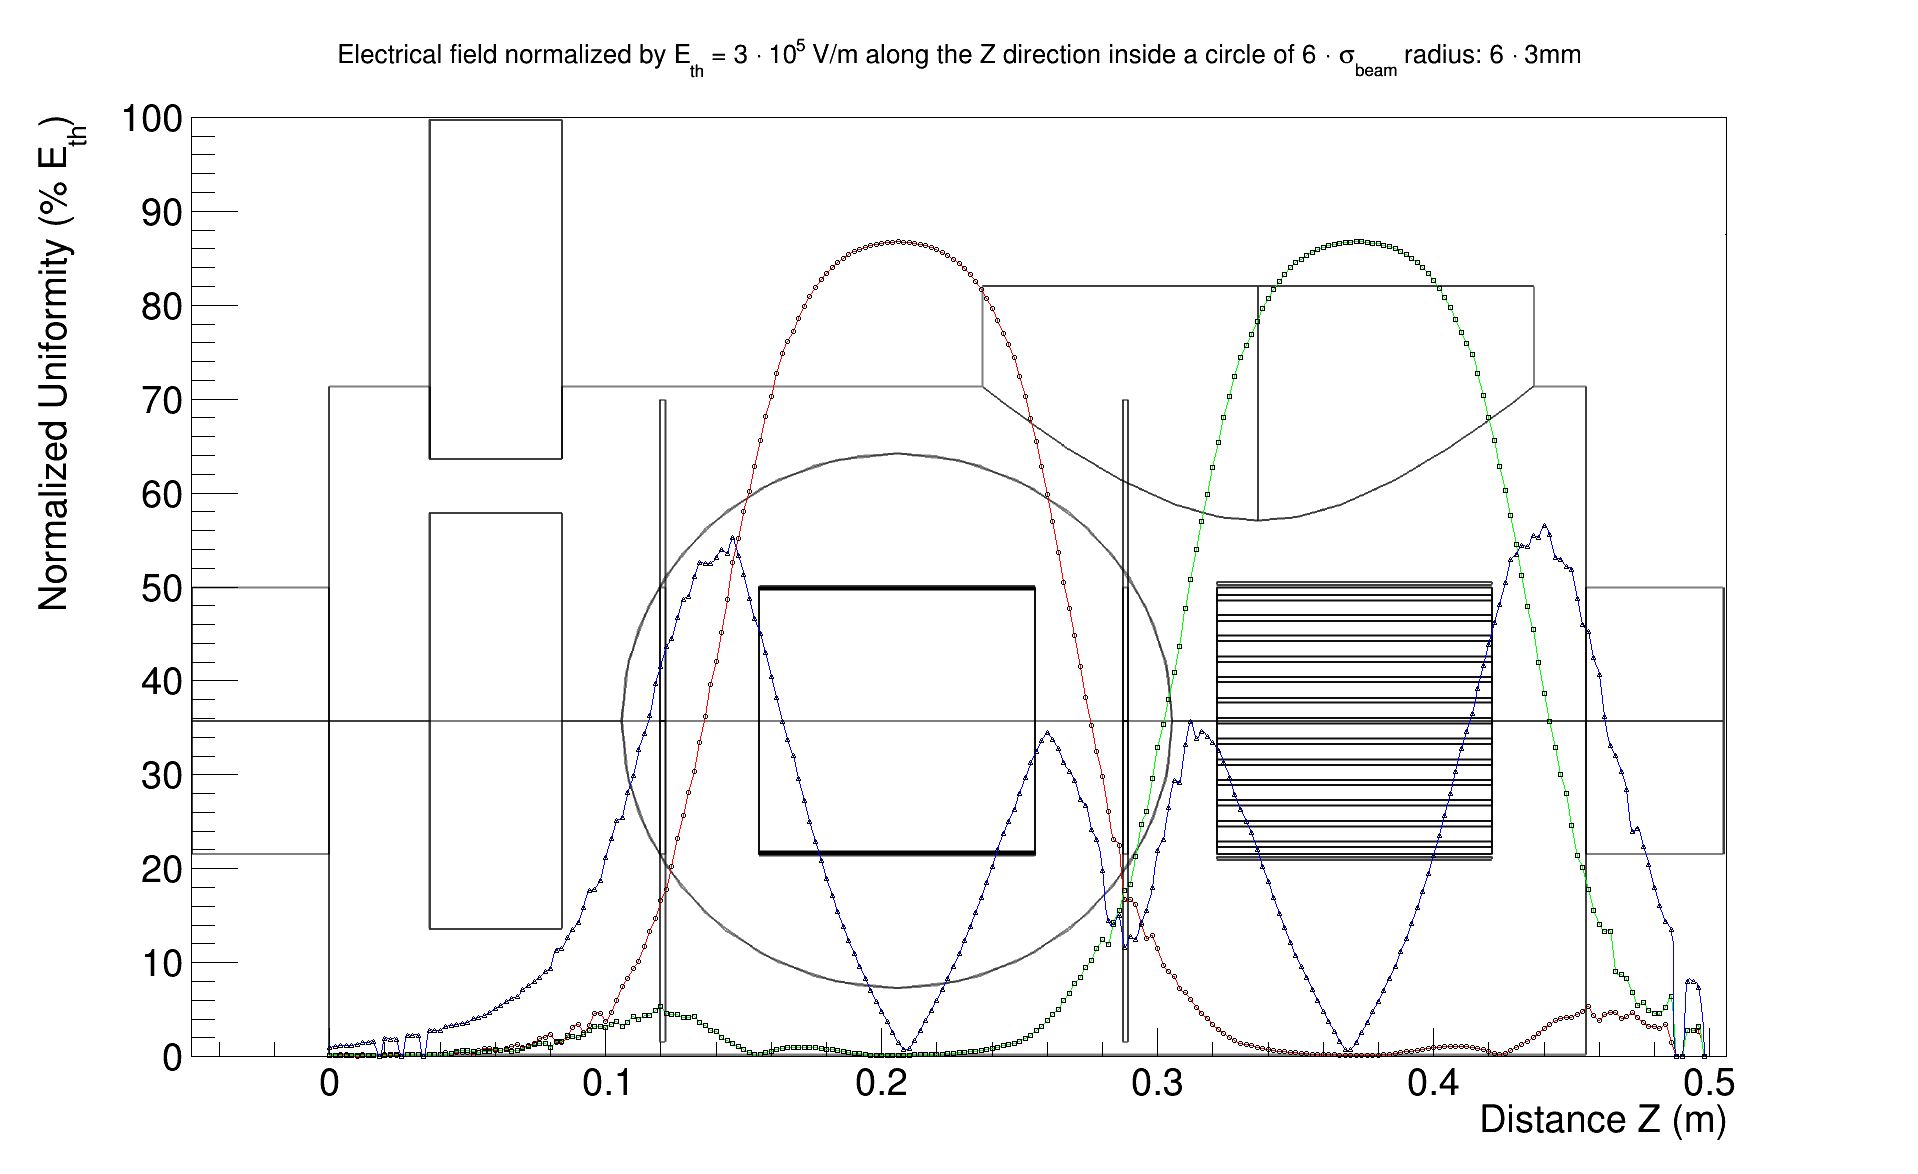 Electrical field normalized by E_th = 3 · 10^5 V/m along the Z direction inside a circle of 6 · σ_beam radius: 6 · 3mm
Normalized Uniformity (% E_th)
100
90
80
70
60
50
40
30
20
10
0
0 0.1 0.2 0.3 0.4 0.5
Distance Z (m)